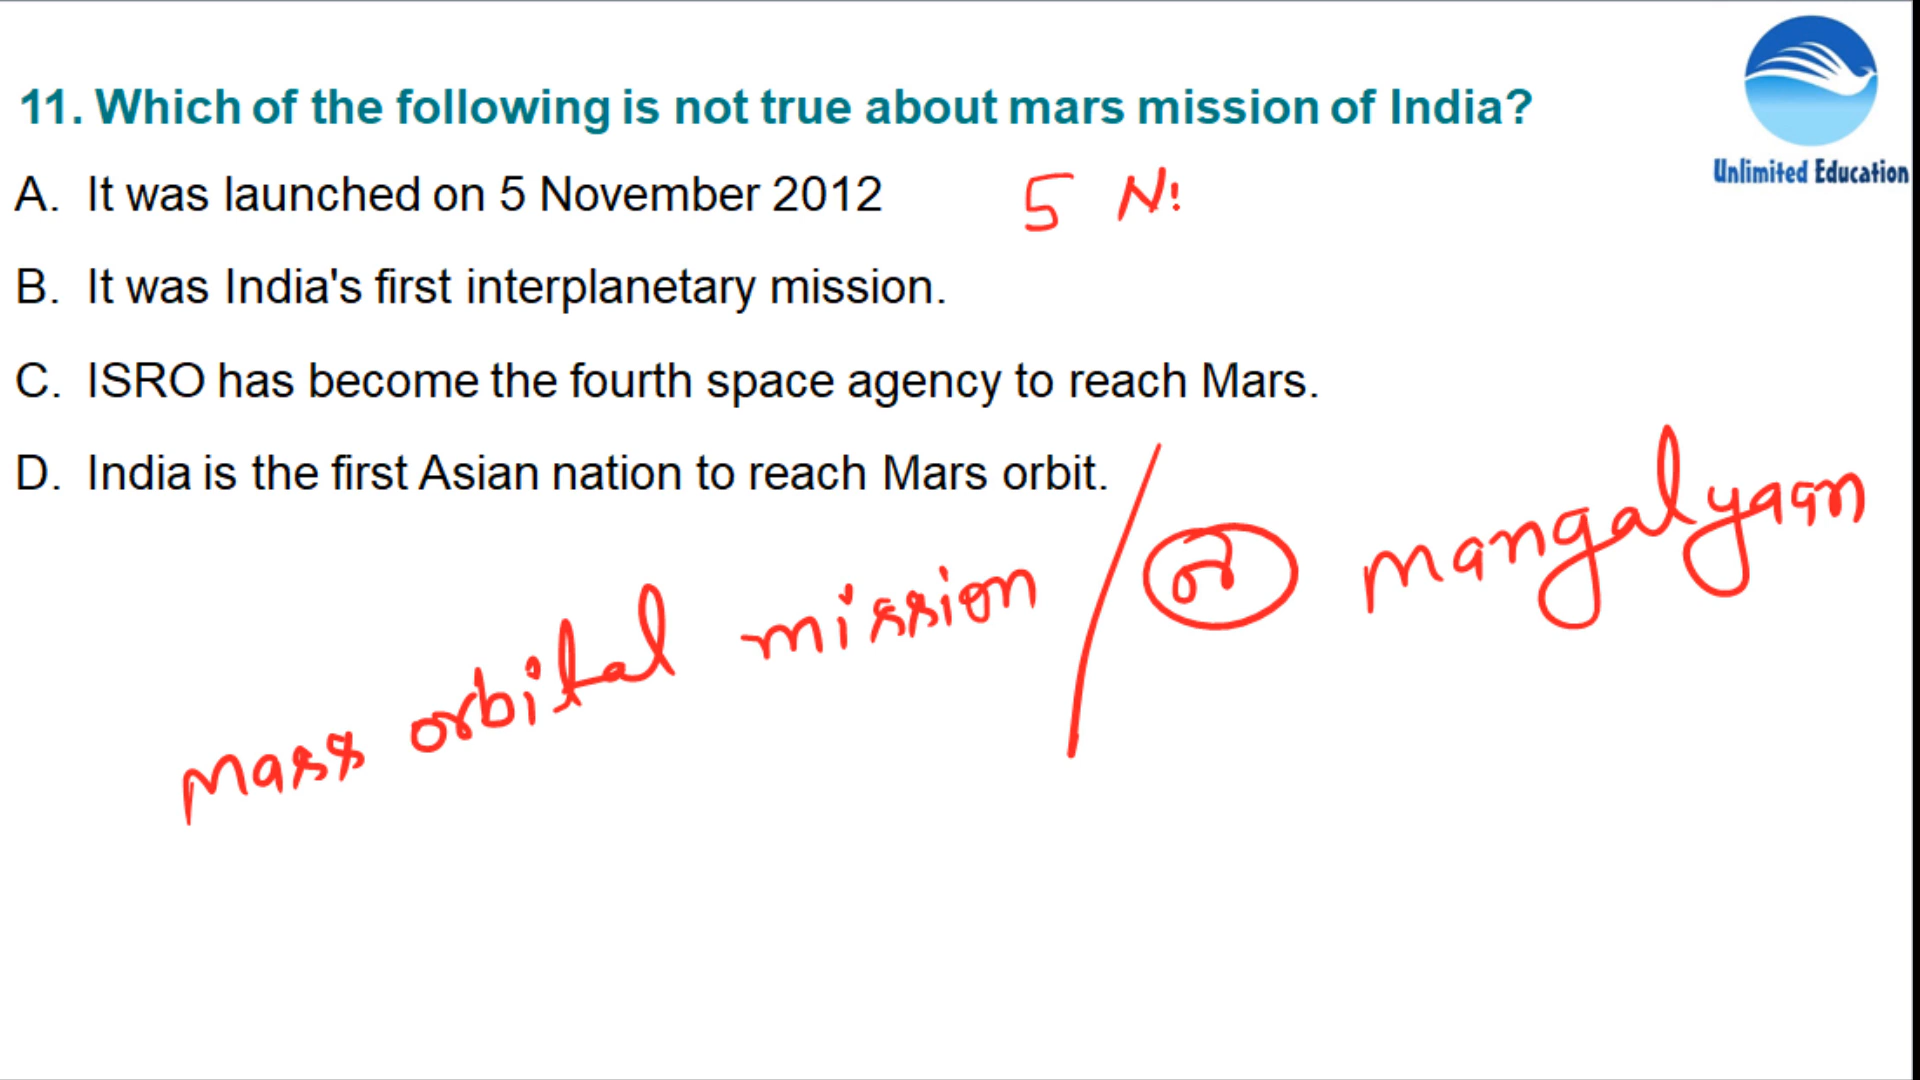 11. Which of the following is not true about mars mission of India?
Unlimited Education
A. It was launched on 5 November 2012
5 N
B. It was India's first interplanetary mission.
C. ISRO has become the fourth space agency to reach Mars.
D. India is the first Asian nation to reach Mars orbit.
orbital mission / or mangalyaan